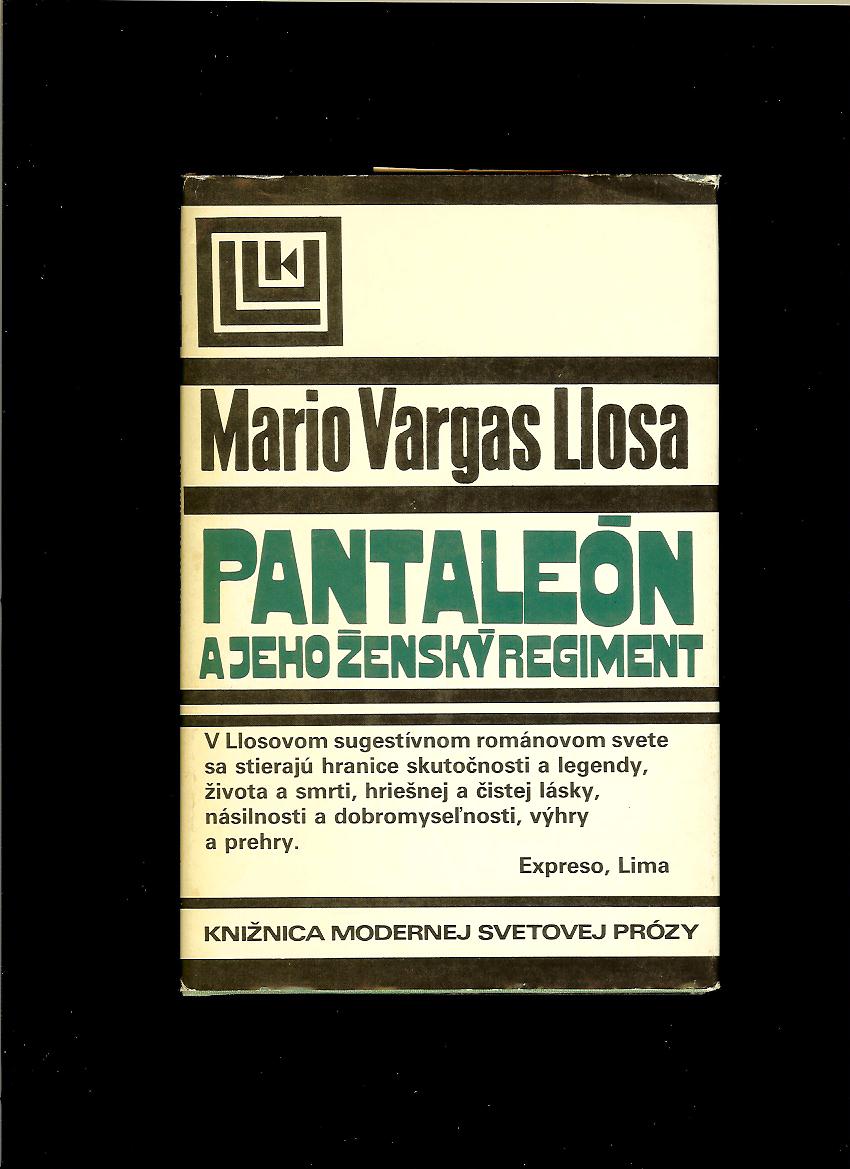 Mario Vargas Llosa
PANTALEÓN
A JEHO ŽENSKÝ REGIMENT
V Llosovom sugestívnom románovom svete
sa stierajú hranice skutočnosti a legendy,
života a smrti, hriešnej a čistej lásky,
násilnosti a dobromyseľnosti, výhry
a prehry.
Expreso, Lima
KNIŽNICA MODERNEJ SVETOVEJ PRÓZY